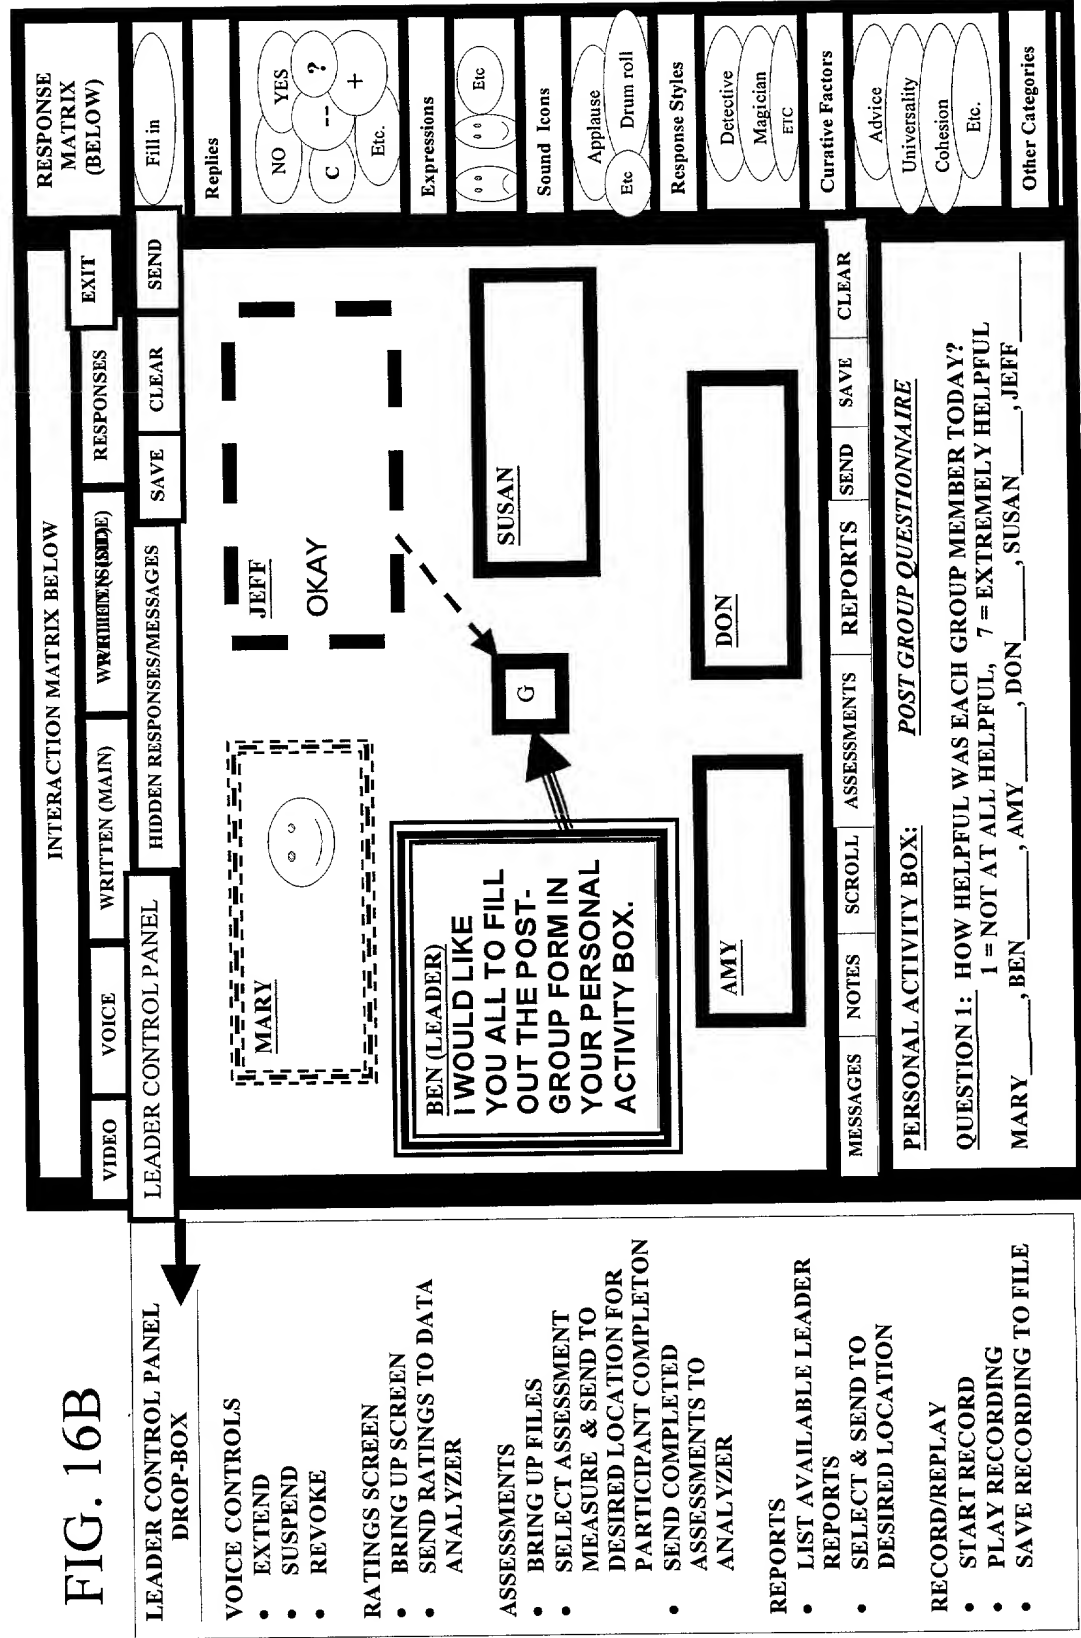 FIG. 16B
LEADER CONTROL PANEL
DROP-BOX
VOICE CONTROLS
• EXTEND
• SUSPEND
• REVOKE
RATINGS SCREEN
• BRING UP SCREEN
• SEND RATINGS TO DATA
ANALYZER
ASSESSMENTS
• BRING UP FILES
• SELECT ASSESSMENT
MEASURE & SEND TO
DESIRED LOCATION FOR
PARTICIPANT COMPLETON
• SEND COMPLETED
ASSESSMENTS TO
ANALYZER
REPORTS
• LIST AVAILABLE LEADER
REPORTS
• SELECT & SEND TO
DESIRED LOCATION
RECORD/REPLAY
• START RECORD
• PLAY RECORDING
• SAVE RECORDING TO FILE
INTERACTION MATRIX BELOW
VIDEO
VOICE
WRITTEN (MAIN)
RESPONSES
EXIT
LEADER CONTROL PANEL
HIDDEN RESPONSES/MESSAGES
SAVE
CLEAR
SEND
MARY
JEFF
OKAY
BEN (LEADER)
I WOULD LIKE
YOU ALL TO FILL
OUT THE POST-
GROUP FORM IN
YOUR PERSONAL
ACTIVITY BOX.
G
SUSAN
AMY
DON
MESSAGES
NOTES
SCROLL
ASSESSMENTS
REPORTS
SEND
SAVE
CLEAR
PERSONAL ACTIVITY BOX:
POST GROUP QUESTIONNAIRE
QUESTION 1: HOW HELPFUL WAS EACH GROUP MEMBER TODAY?
1 = NOT AT ALL HELPFUL, 7 = EXTREMELY HELPFUL
MARY_____, BEN_____, AMY_____, DON_____, SUSAN_____, JEFF_____
RESPONSE
MATRIX
(BELOW)
Fill in
Replies
NO
YES
C
--
?
+
Etc.
Expressions
Etc
Sound Icons
Applause
Etc
Drum roll
Response Styles
Detective
Magician
ETC
Curative Factors
Advice
Universality
Cohesion
Etc.
Other Categories